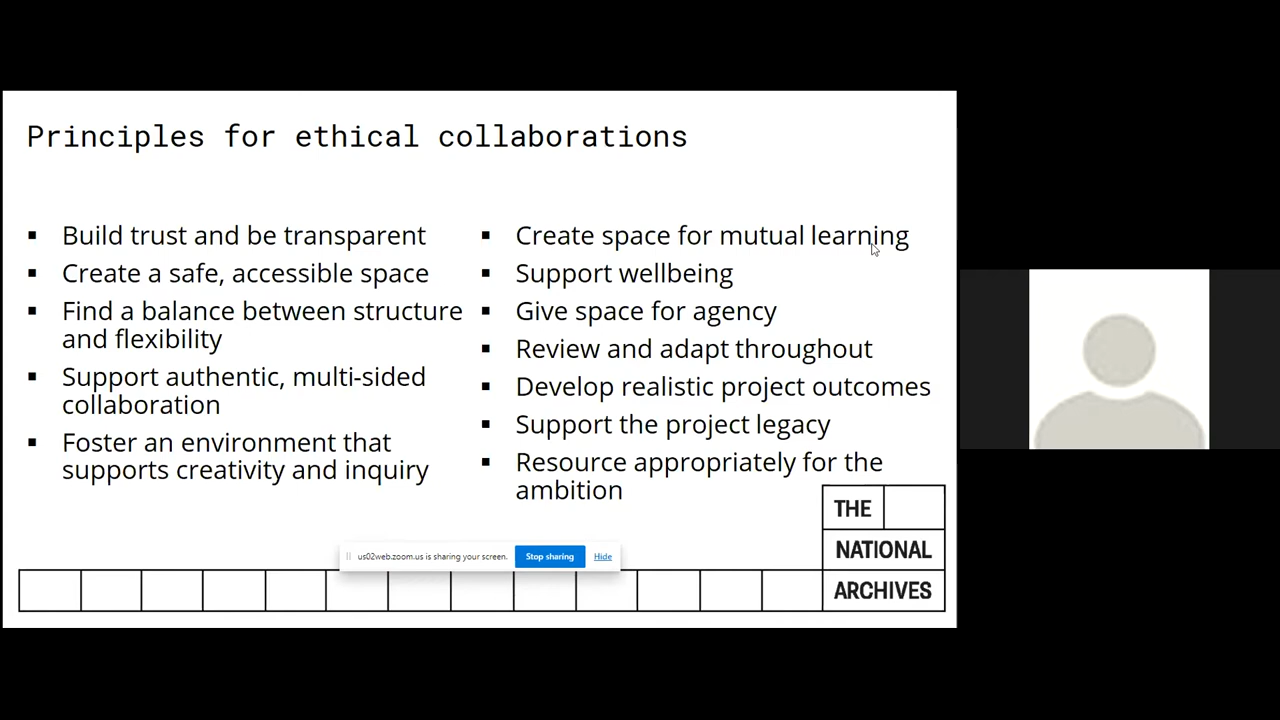 Principles for ethical collaborations
Build trust and be transparent
Create a safe, accessible space
Find a balance between structure
and flexibility
Support authentic, multi-sided
collaboration
Foster an environment that
supports creativity and inquiry
Create space for mutual learning
Support wellbeing
Give space for agency
Review and adapt throughout
Develop realistic project outcomes
Support the project legacy
Resource appropriately for the
ambition
THE
NATIONAL
ARCHIVES
us02web.zoom.us is sharing your screen.
Stop sharing
Hide